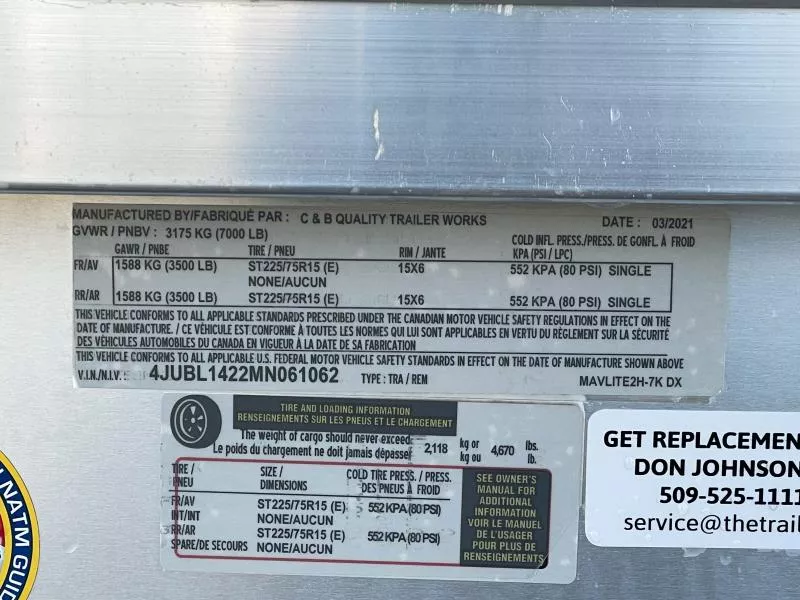 MANUFACTURED BY/FABRIQUÉ PAR : C & B QUALITY TRAILER WORKS DATE : 03/2021
GVWR / PNBV : 3175 KG (7000 LB)
GAWR / PNBE TIRE / PNEU RIM / JANTE COLD INFL. PRESS./PRESS. DE GONFL. À FROID
KPA (PSI / LPC)
FR/AV 1588 KG (3500 LB) ST225/75R15 (E) 15X6 552 KPA (80 PSI) SINGLE
NONE/AUCUN
RR/AR 1588 KG (3500 LB) ST225/75R15 (E) 15X6 552 KPA (80 PSI) SINGLE
THIS VEHICLE CONFORMS TO ALL APPLICABLE STANDARDS PRESCRIBED UNDER THE CANADIAN MOTOR VEHICLE SAFETY REGULATIONS IN EFFECT ON THE
DATE OF MANUFACTURE. / CE VÉHICULE EST CONFORME À TOUTES LES NORMES QUI LUI SONT APPLICABLES EN VERTU DU RÈGLEMENT SUR LA SÉCURITÉ
DES VÉHICULES AUTOMOBILES DU CANADA EN VIGUEUR À LA DATE DE SA FABRICATION
THIS VEHICLE CONFORMS TO ALL APPLICABLE U.S. FEDERAL MOTOR VEHICLE SAFETY STANDARDS IN EFFECT ON THE DATE OF MANUFACTURE SHOWN ABOVE
V.I.N./N.I.V.: 4JUBL1422MN061062 TYPE : TRA / REM MAVLITE2H-7K DX
TIRE AND LOADING INFORMATION
RENSEIGNEMENTS SUR LES PNEUS ET LE CHARGEMENT
The weight of cargo should never exceed
Le poids du chargement ne doit jamais dépasser 2,118 kg or kg ou 4,670 lbs. lb.
TIRE / PNEU SIZE / DIMENSIONS COLD TIRE PRESS. / PRESS. DES PNEUS À FROID
FR/AV ST225/75R15 (E) 552 KPA (80 PSI)
INT/INT NONE/AUCUN
RR/AR ST225/75R15 (E) 552 KPA (80 PSI)
SPARE/DE SECOURS NONE/AUCUN
SEE OWNER'S
MANUAL FOR
ADDITIONAL
INFORMATION
VOIR LE MANUEL
DE L'USAGER
POUR PLUS DE
RENSEIGNEMENTS
GET REPLACEMEN
DON JOHNSON
509-525-1111
service@thetrail
NATM GUID